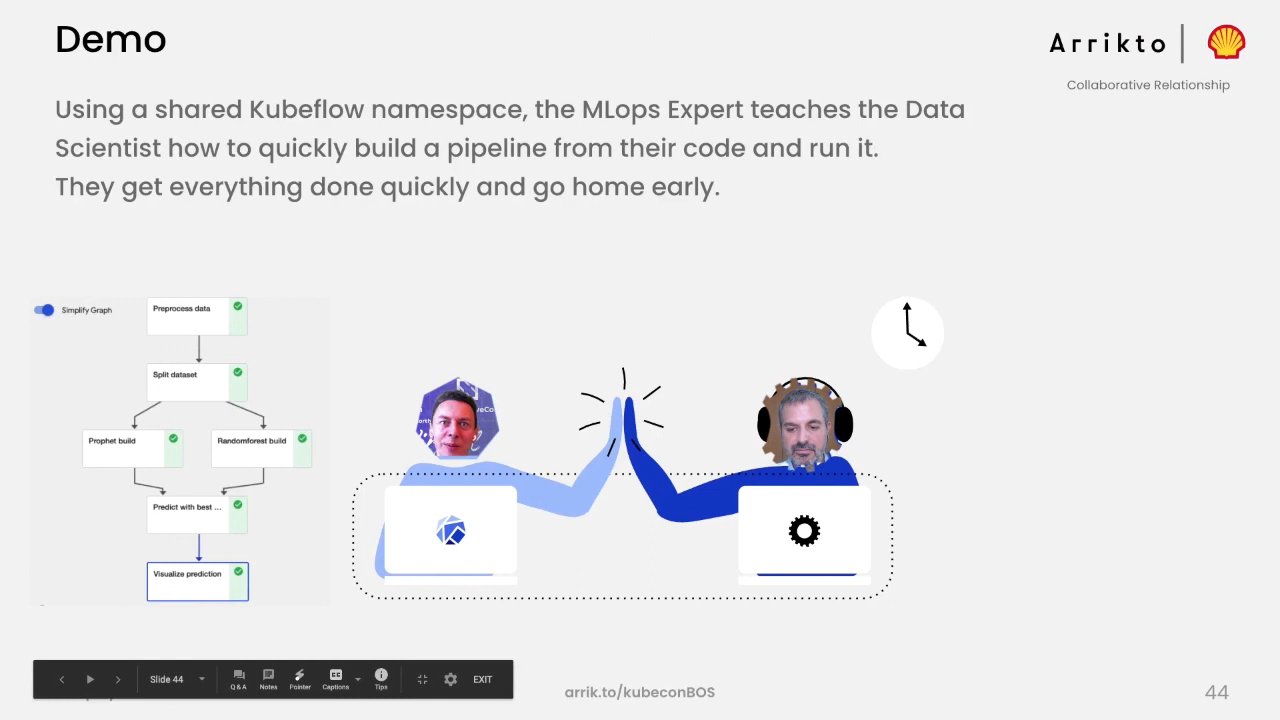 Demo
Arrikto
Collaborative Relationship
Using a shared Kubeflow namespace, the MLops Expert teaches the Data
Scientist how to quickly build a pipeline from their code and run it.
They get everything done quickly and go home early.
Simplify Graph
Preprocess data
Split dataset
Prophet build
Randomforest build
Predict with best ...
Visualize prediction
Slide 44
Q & A
Notes
Pointer
CC
Captions
Tips
EXIT
arrik.to/kubeconBOS
44